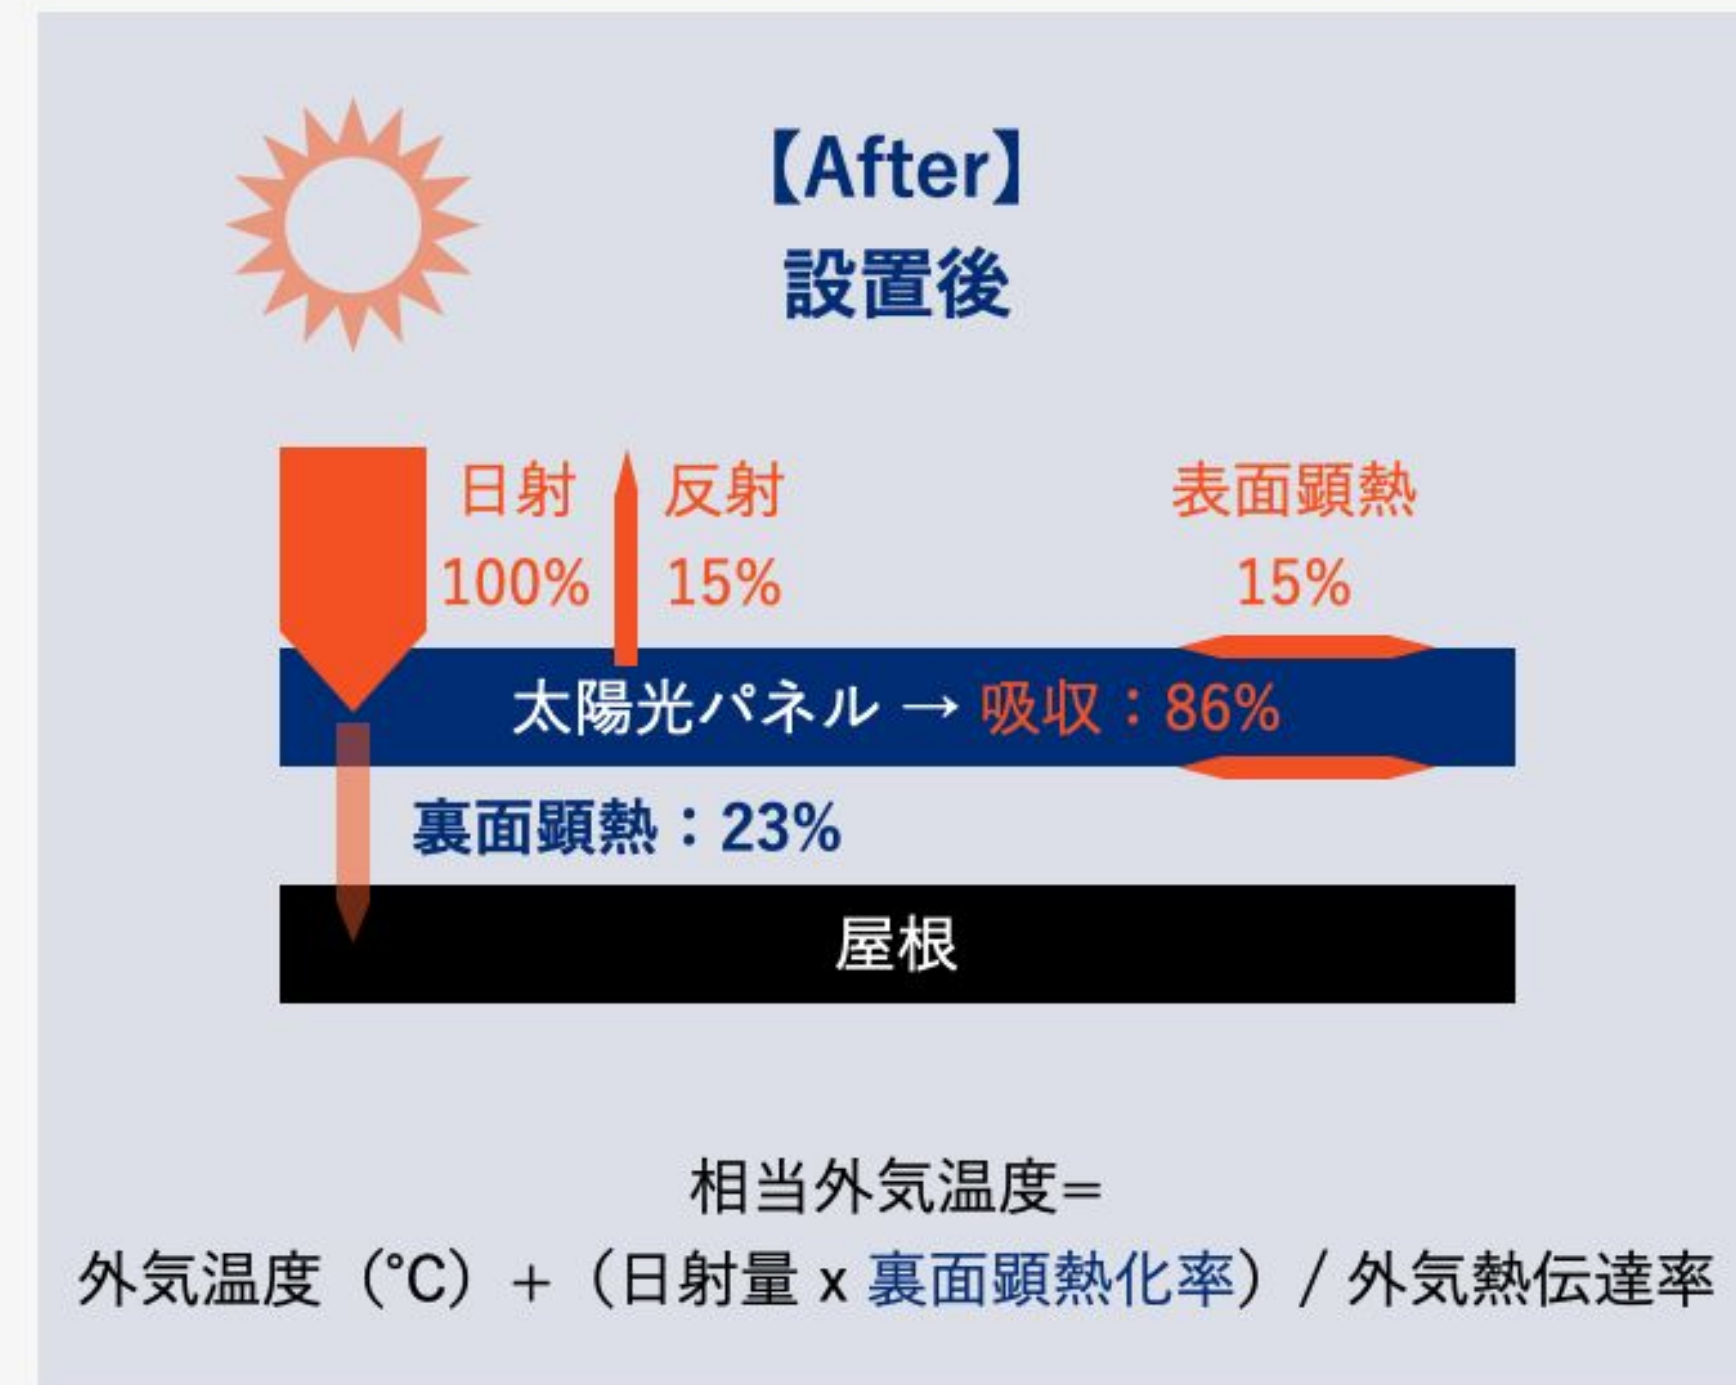 【After】
設置後
日射
100%
反射
15%
表面顕熱
15%
太陽光パネル → 吸収：86%
裏面顕熱：23%
屋根
相当外気温度=
外気温度（℃）+（日射量 x 裏面顕熱化率）/ 外気熱伝達率